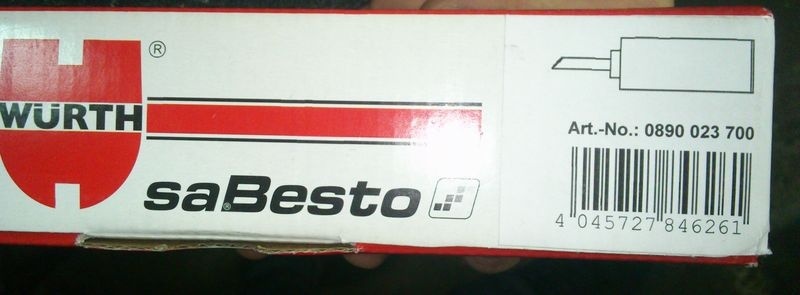 WÜRTH
®
saBesto
®
Art.-No.: 0890 023 700
4 045727 846261